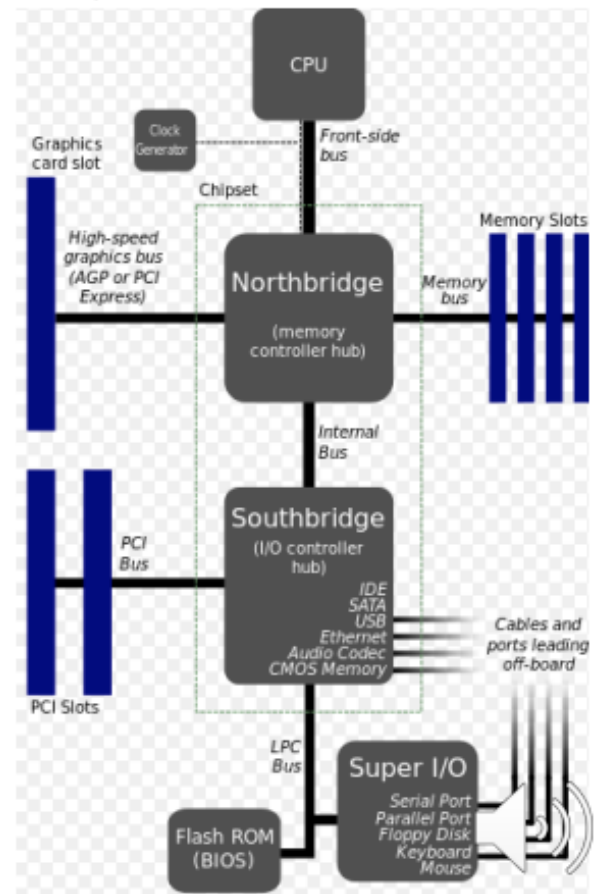 CPU
Clock
Generator
Front-side
bus
Graphics
card slot
Chipset
High-speed
graphics bus
(AGP or PCI
Express)
Northbridge
(memory
controller hub)
Memory
bus
Memory Slots
Internal
Bus
Southbridge
(I/O controller
hub)
IDE
SATA
USB
Ethernet
Audio Codec
CMOS Memory
PCI
Bus
PCI Slots
Cables and
ports leading
off-board
LPC
Bus
Super I/O
Serial Port
Parallel Port
Floppy Disk
Keyboard
Mouse
Flash ROM
(BIOS)